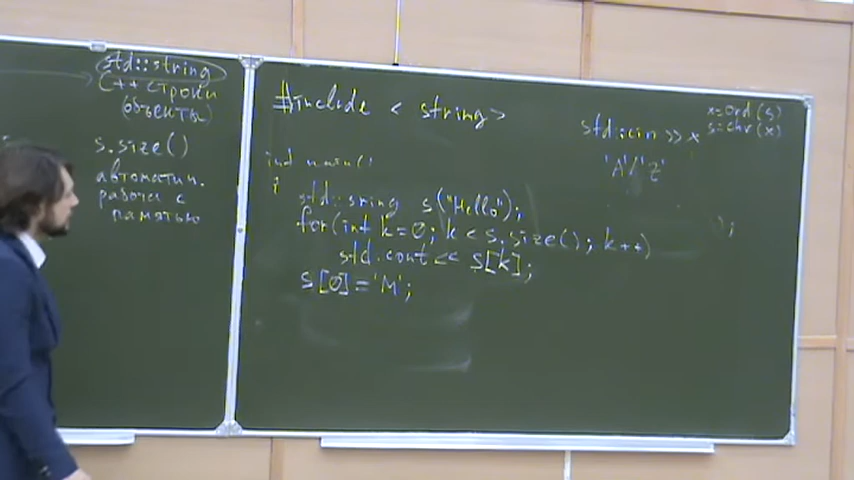 std::string
C++ строки
(объекты)
s.size()
автоматич.
работа с
памятью
#include < string>
int main()
{
std::sring s("Hello");
for(int k=0; k < s.size(); k++)
std.cout << s[k];
s[0]='M';
std::cin >> x
'A' 'Z'
x=Ord(s)
s=chr(x)
);